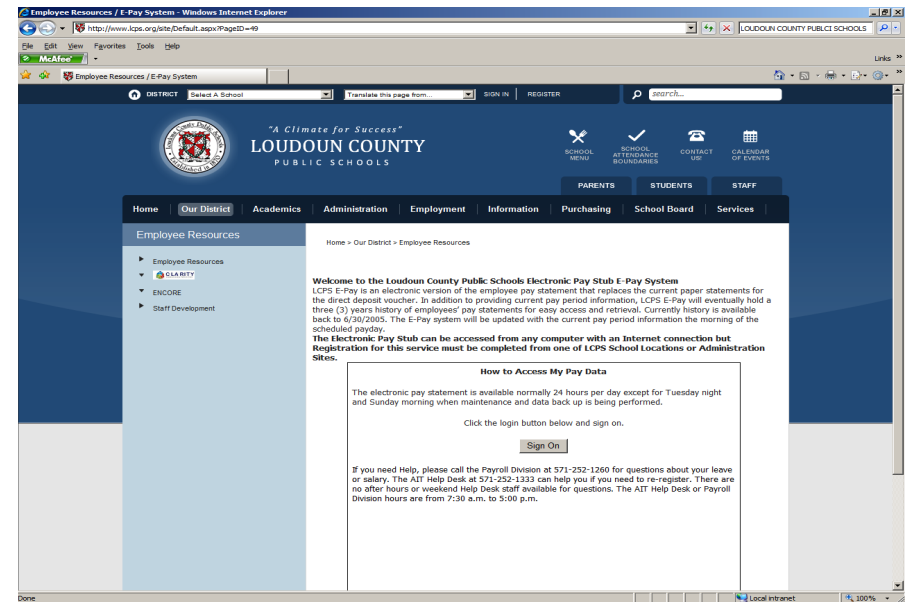 Employee Resources / E-Pay System - Windows Internet Explorer
http://www.lcps.org/site/Default.aspx?PageID=49
LOUDOUN COUNTY PUBLCI SCHOOLS
File Edit View Favorites Tools Help
McAfee
Links »
Employee Resources / E-Pay System
DISTRICT Select A School Translate this page from... SIGN IN REGISTER search...
"A Climate for Success"
LOUDOUN COUNTY
PUBLIC SCHOOLS
SCHOOL MENU
SCHOOL ATTENDANCE BOUNDARIES
CONTACT US!
CALENDAR OF EVENTS
PARENTS STUDENTS STAFF
Home Our District Academics Administration Employment Information Purchasing School Board Services
Employee Resources
Employee Resources
CLARITY
ENCORE
Staff Development
Home > Our District > Employee Resources
Welcome to the Loudoun County Public Schools Electronic Pay Stub E-Pay System
LCPS E-Pay is an electronic version of the employee pay statement that replaces the current paper statements for
the direct deposit voucher. In addition to providing current pay period information, LCPS E-Pay will eventually hold a
three (3) years history of employees' pay statements for easy access and retrieval. Currently history is available
back to 6/30/2005. The E-Pay system will be updated with the current pay period information the morning of the
scheduled payday.
The Electronic Pay Stub can be accessed from any computer with an Internet connection but
Registration for this service must be completed from one of LCPS School Locations or Administration
Sites.
How to Access My Pay Data
The electronic pay statement is available normally 24 hours per day except for Tuesday night
and Sunday morning when maintenance and data back up is being performed.
Click the login button below and sign on.
Sign On
If you need Help, please call the Payroll Division at 571-252-1260 for questions about your leave
or salary. The AIT Help Desk at 571-252-1333 can help you if you need to re-register. There are
no after hours or weekend Help Desk staff available for questions. The AIT Help Desk or Payroll
Division hours are from 7:30 a.m. to 5:00 p.m.
Done
Local intranet
100%